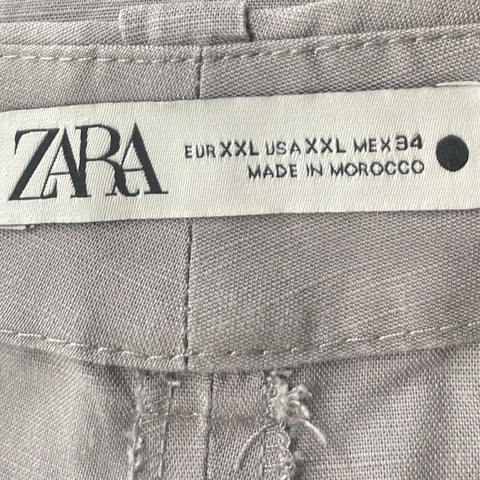 ZARA
EUR XXL USA XXL MEX 34
MADE IN MOROCCO